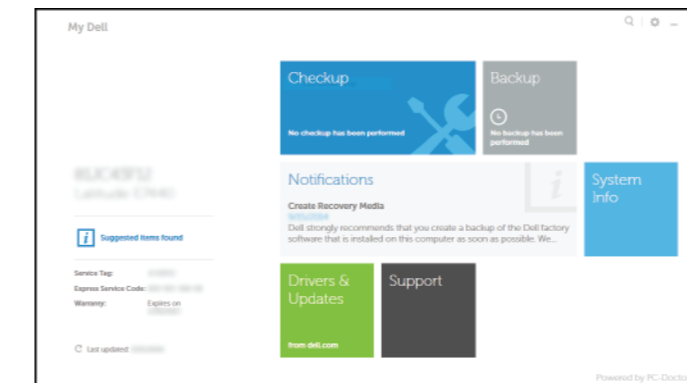 My Dell
Checkup
No checkup has been performed
Backup
No backup has been
performed
Notifications
Create Recovery Media
Dell strongly recommends that you create a backup of the Dell factory
software that is installed on this computer as soon as possible. We...
System
Info
Suggested items found
Service Tag:
Express Service Code:
Warranty: Expires on
Last updated:
Drivers &
Updates
from dell.com
Support
Powered by PC-Docto